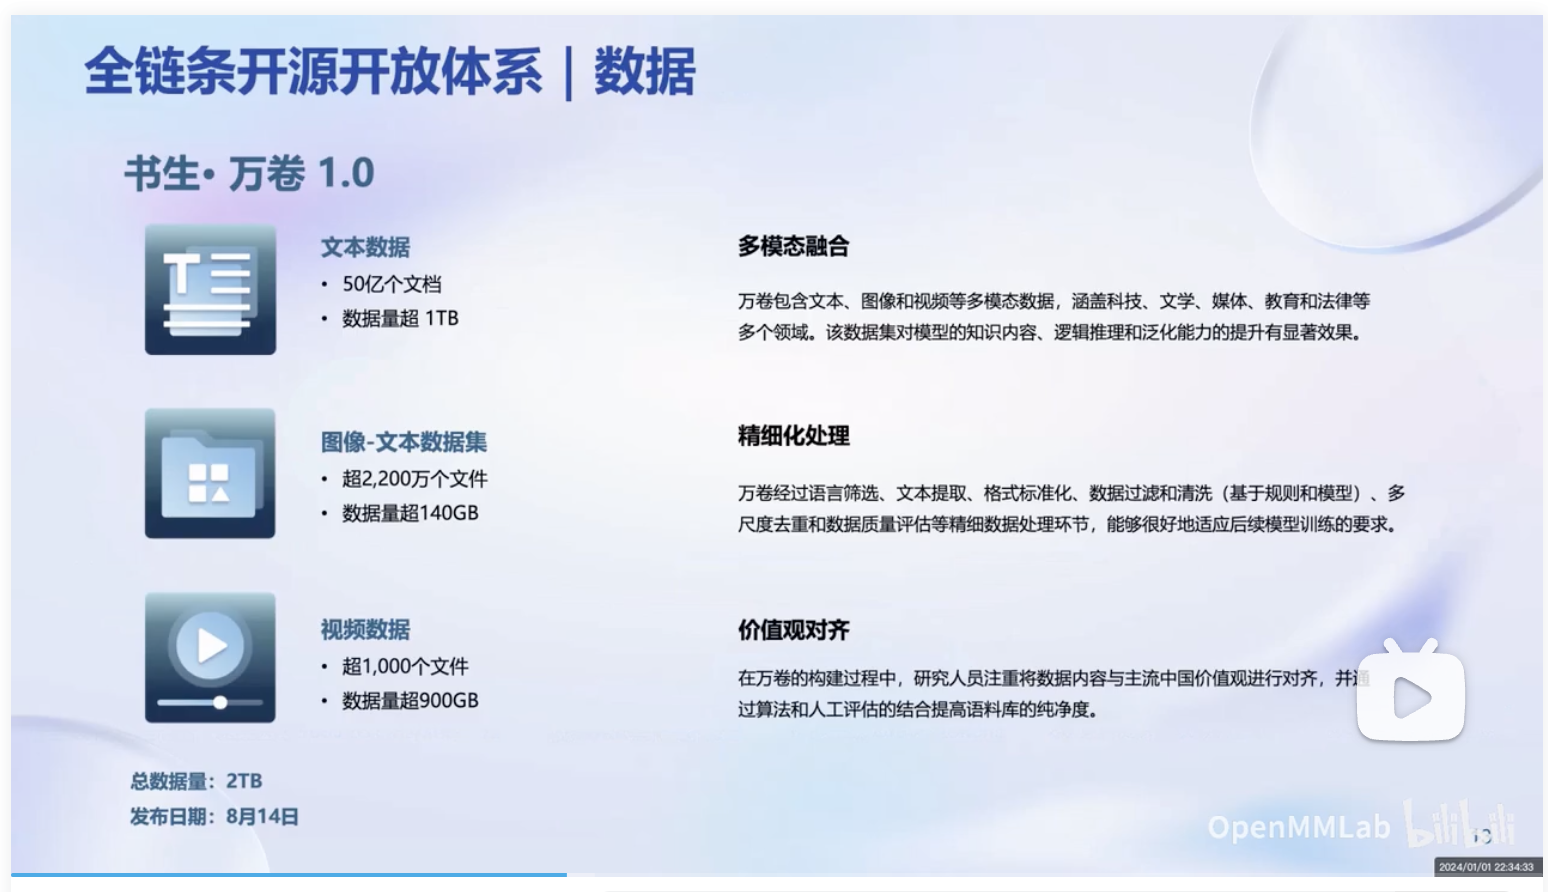 全链条开源开放体系 | 数据
书生· 万卷 1.0
文本数据
• 50亿个文档
• 数据量超 1TB
多模态融合
万卷包含文本、图像和视频等多模态数据，涵盖科技、文学、媒体、教育和法律等
多个领域。该数据集对模型的知识内容、逻辑推理和泛化能力的提升有显著效果。
图像-文本数据集
• 超2,200万个文件
• 数据量超140GB
精细化处理
万卷经过语言筛选、文本提取、格式标准化、数据过滤和清洗（基于规则和模型）、多
尺度去重和数据质量评估等精细数据处理环节，能够很好地适应后续模型训练的要求。
视频数据
• 超1,000个文件
• 数据量超900GB
价值观对齐
在万卷的构建过程中，研究人员注重将数据内容与主流中国价值观进行对齐，并通
过算法和人工评估的结合提高语料库的纯净度。
总数据量：2TB
发布日期：8月14日
OpenMMLab bilibili
2024/01/01 22:34:33